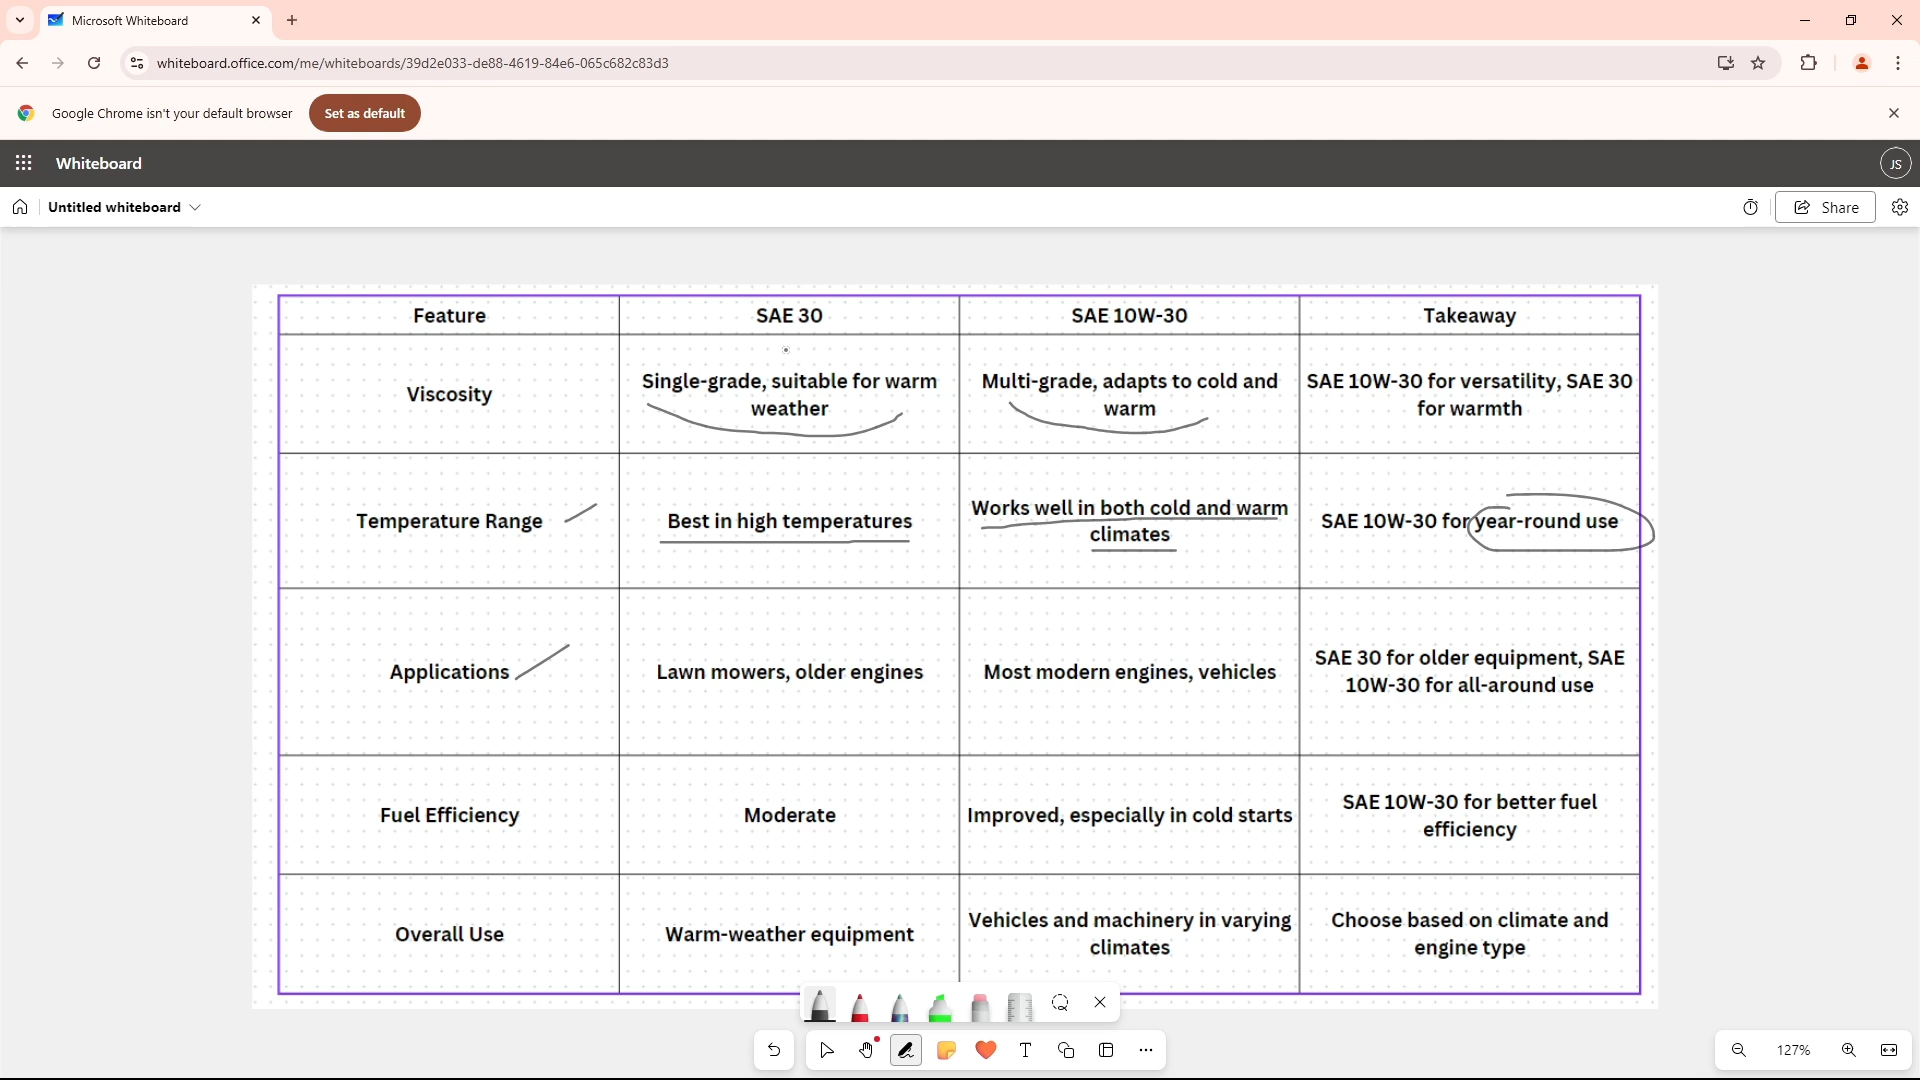 Microsoft Whiteboard
whiteboard.office.com/me/whiteboards/39d2e033-de88-4619-84e6-065c682c83d3
Google Chrome isn't your default browser
Set as default
Whiteboard
JS
Untitled whiteboard
Share
Feature
SAE 30
SAE 10W-30
Takeaway
Viscosity
Single-grade, suitable for warm
weather
Multi-grade, adapts to cold and
warm
SAE 10W-30 for versatility, SAE 30
for warmth
Temperature Range
Best in high temperatures
Works well in both cold and warm
climates
SAE 10W-30 for year-round use
Applications
Lawn mowers, older engines
Most modern engines, vehicles
SAE 30 for older equipment, SAE
10W-30 for all-around use
Fuel Efficiency
Moderate
Improved, especially in cold starts
SAE 10W-30 for better fuel
efficiency
Overall Use
Warm-weather equipment
Vehicles and machinery in varying
climates
Choose based on climate and
engine type
127%